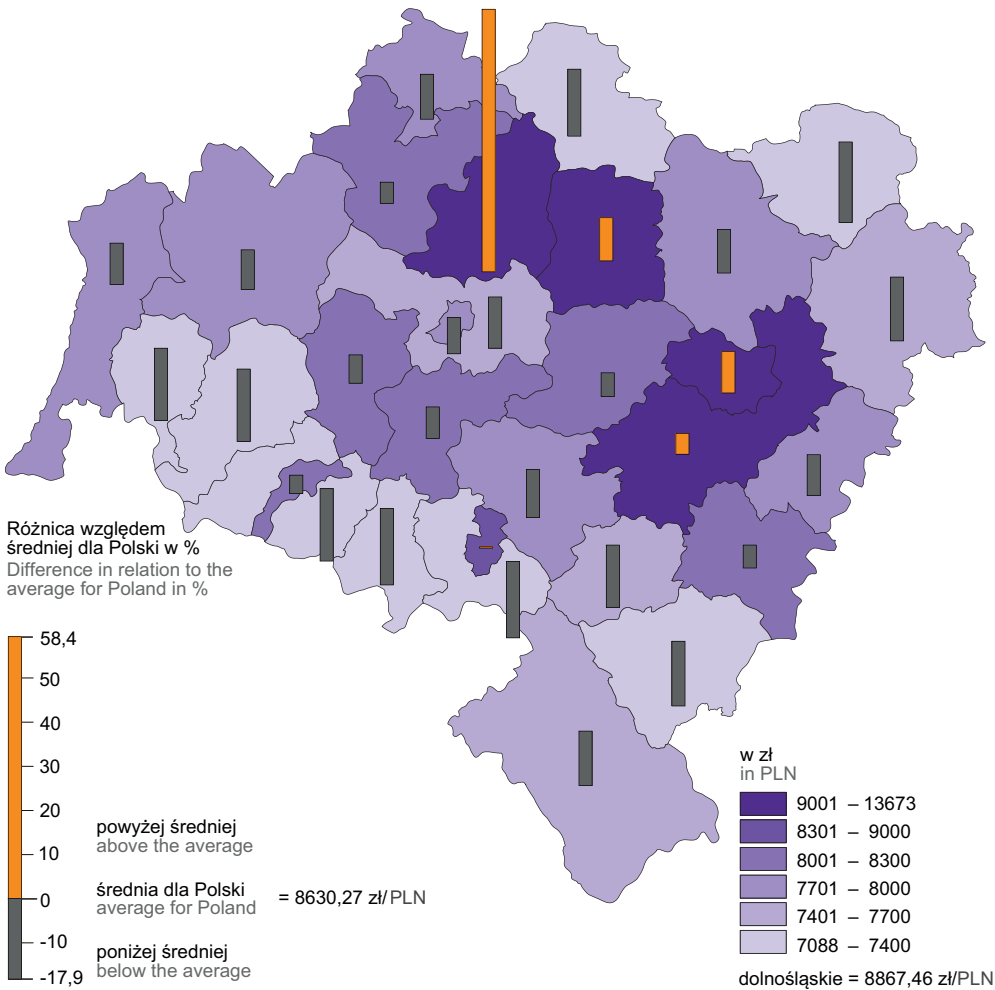 Różnica względem
średniej dla Polski w %
Difference in relation to the
average for Poland in %
58,4
50
40
30
20
10
0
-10
-17,9
powyżej średniej
above the average
średnia dla Polski
average for Poland
= 8630,27 zł/PLN
poniżej średniej
below the average
w zł
in PLN
9001 – 13673
8301 – 9000
8001 – 8300
7701 – 8000
7401 – 7700
7088 – 7400
dolnośląskie = 8867,46 zł/PLN